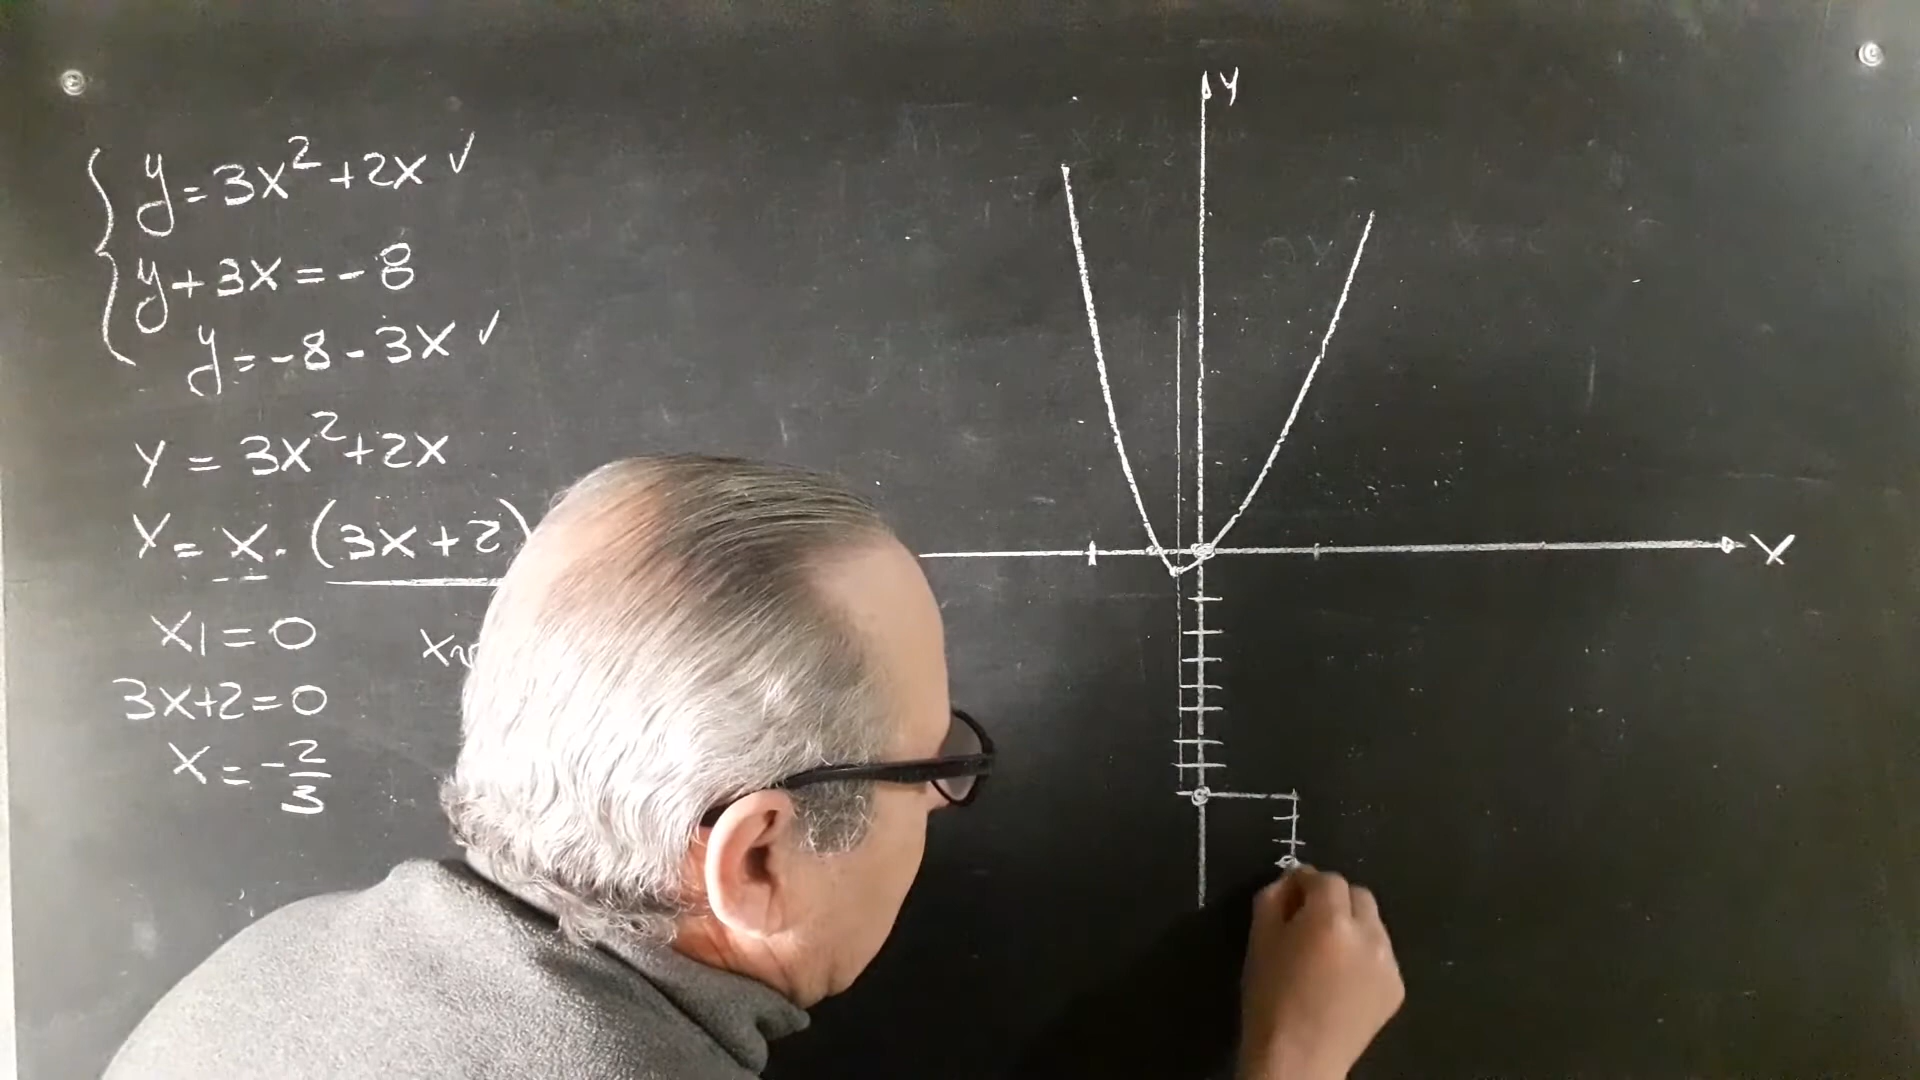 y=3x²+2x ✓
y+3x=-8
y=-8-3x ✓
y=3x²+2x
y=x·(3x+2)
x1=0
3x+2=0
x=-2/3
y
x